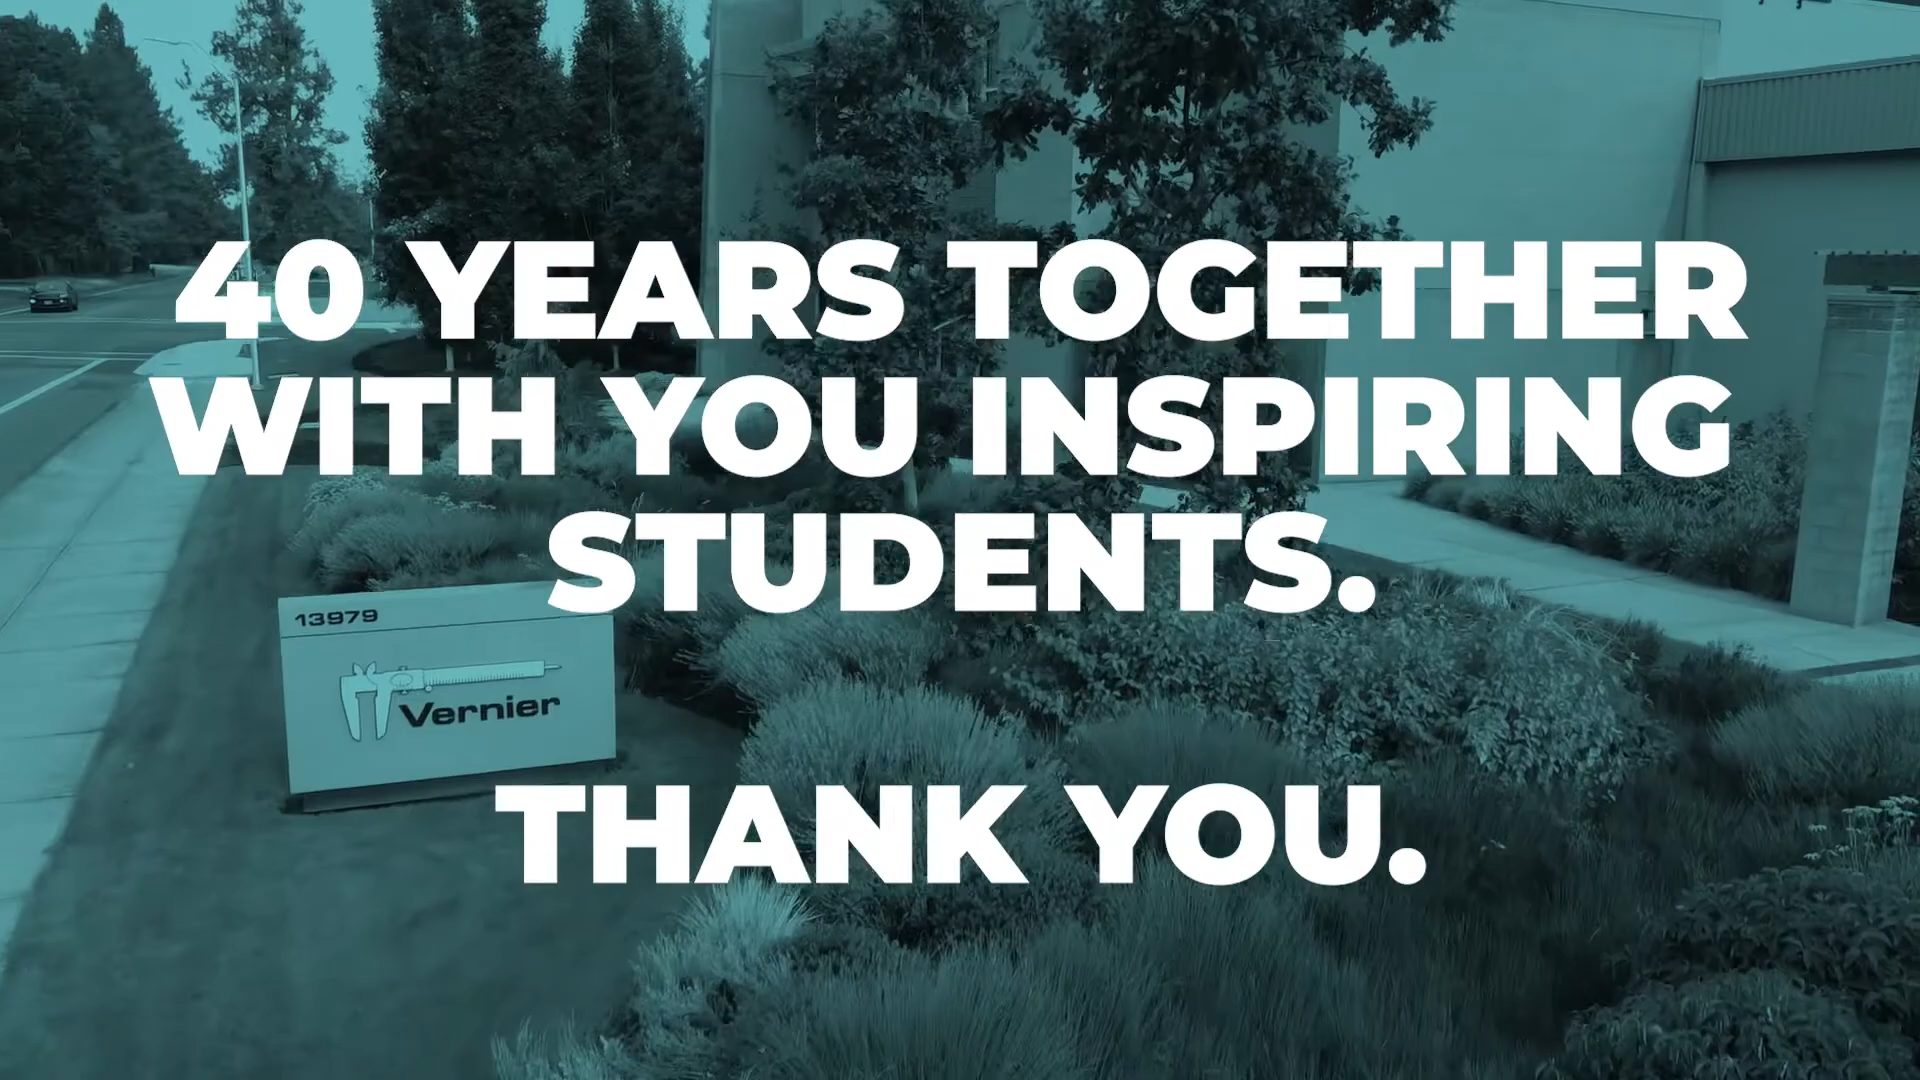 40 YEARS TOGETHER
WITH YOU INSPIRING
STUDENTS.
13979
Vernier
THANK YOU.